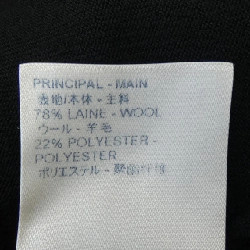 PRINCIPAL - MAIN
表地/本体 - 主料
78% LAINE - WOOL
ウール - 羊毛
22% POLYESTER -
POLYESTER
ポリエステル -